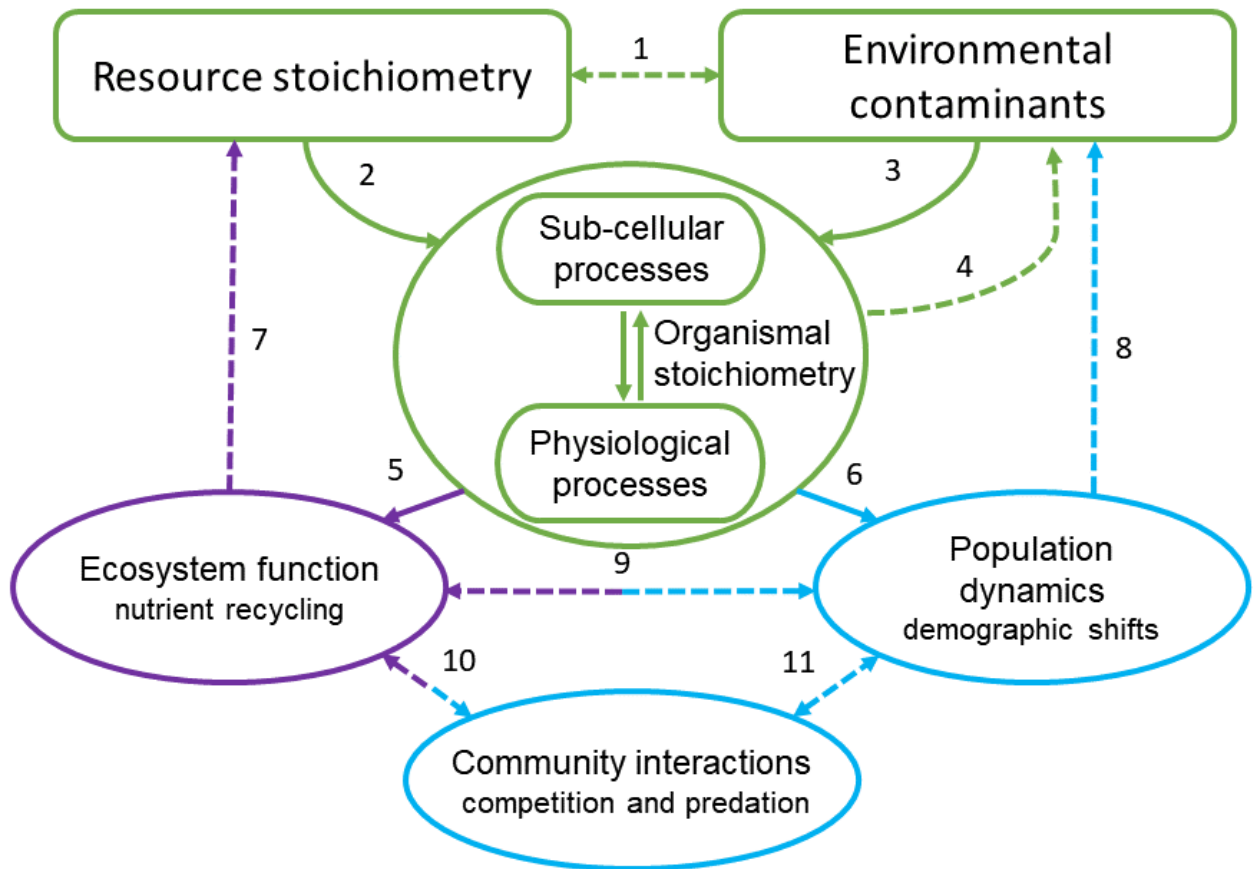 Resource stoichiometry
1
Environmental
contaminants
2
3
Sub-cellular
processes
4
Organismal
stoichiometry
7
8
Physiological
processes
5
6
Ecosystem function
nutrient recycling
9
Population
dynamics
demographic shifts
10
11
Community interactions
competition and predation